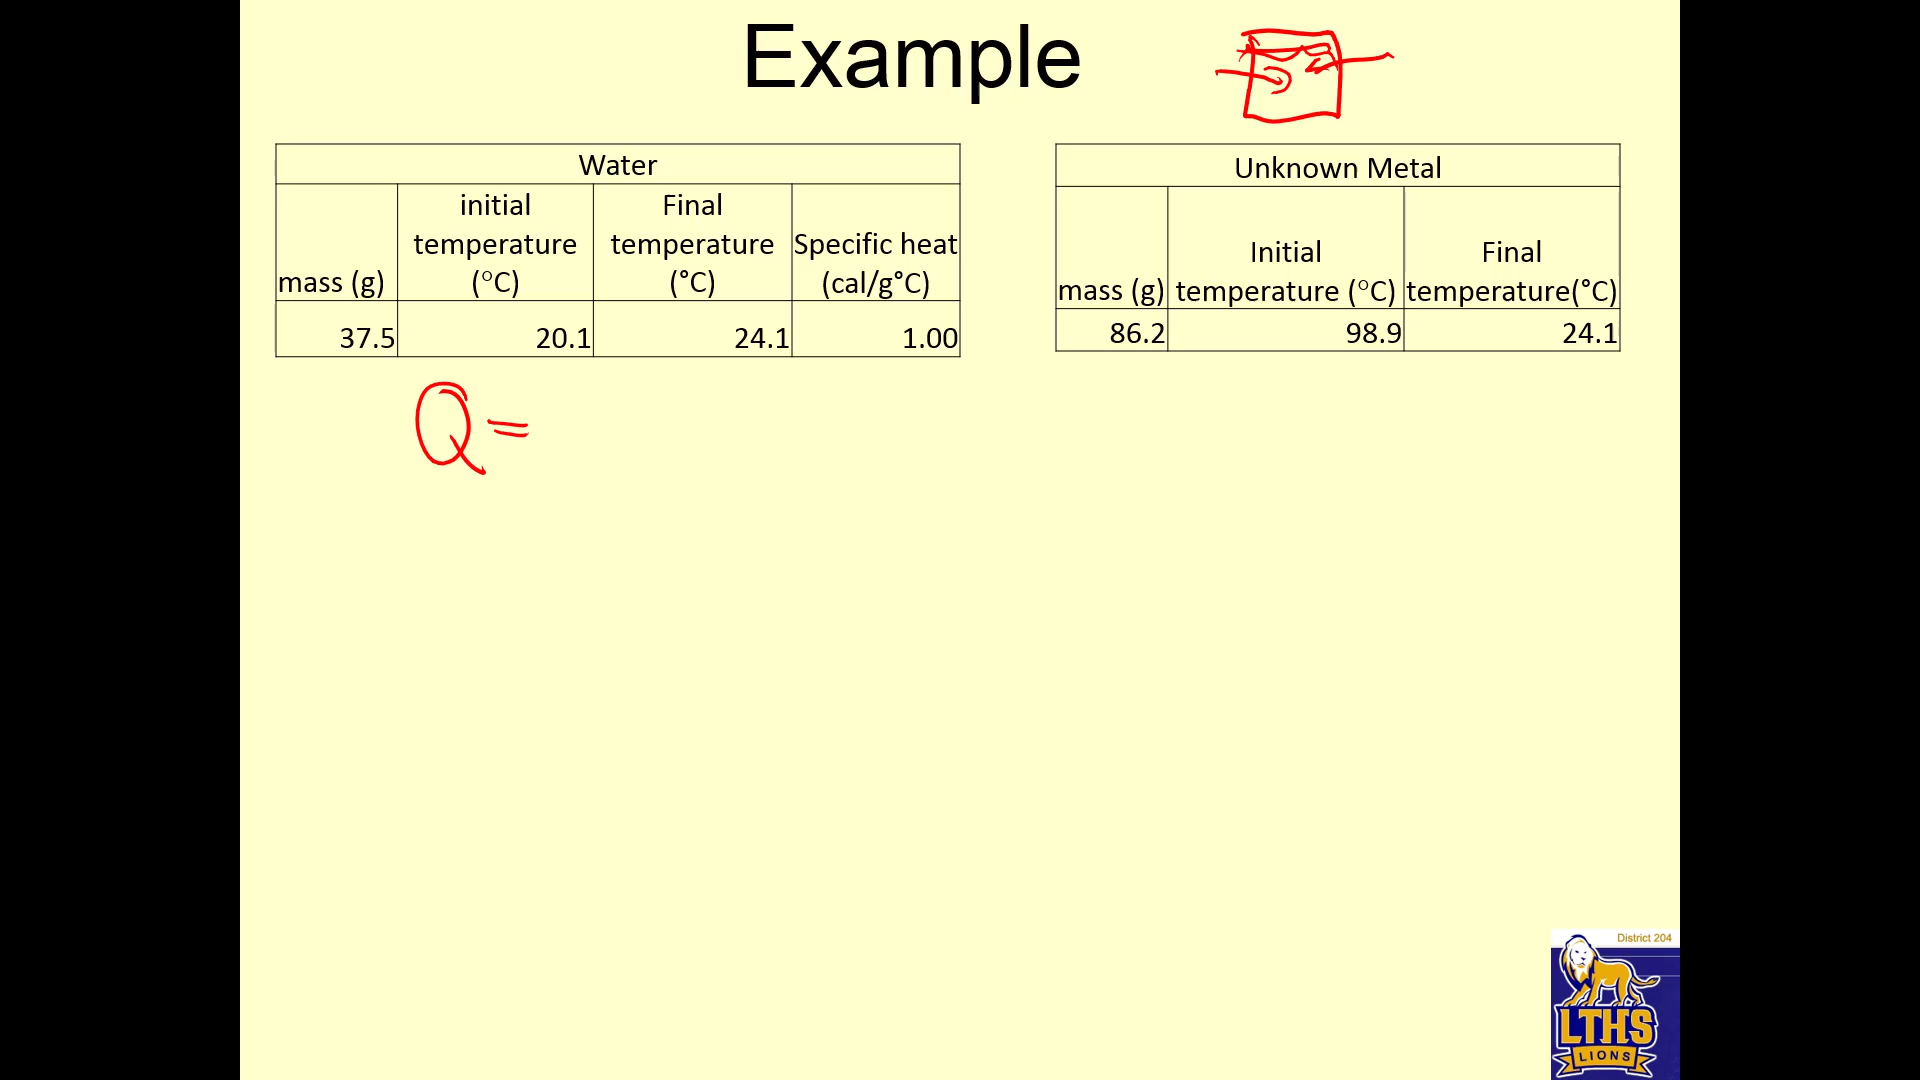 Example
Water
mass (g) initial temperature (°C) Final temperature (°C) Specific heat (cal/g°C)
37.5 20.1 24.1 1.00
Unknown Metal
mass (g) Initial temperature (°C) Final temperature(°C)
86.2 98.9 24.1
Q=
District 204
LTHS
LIONS